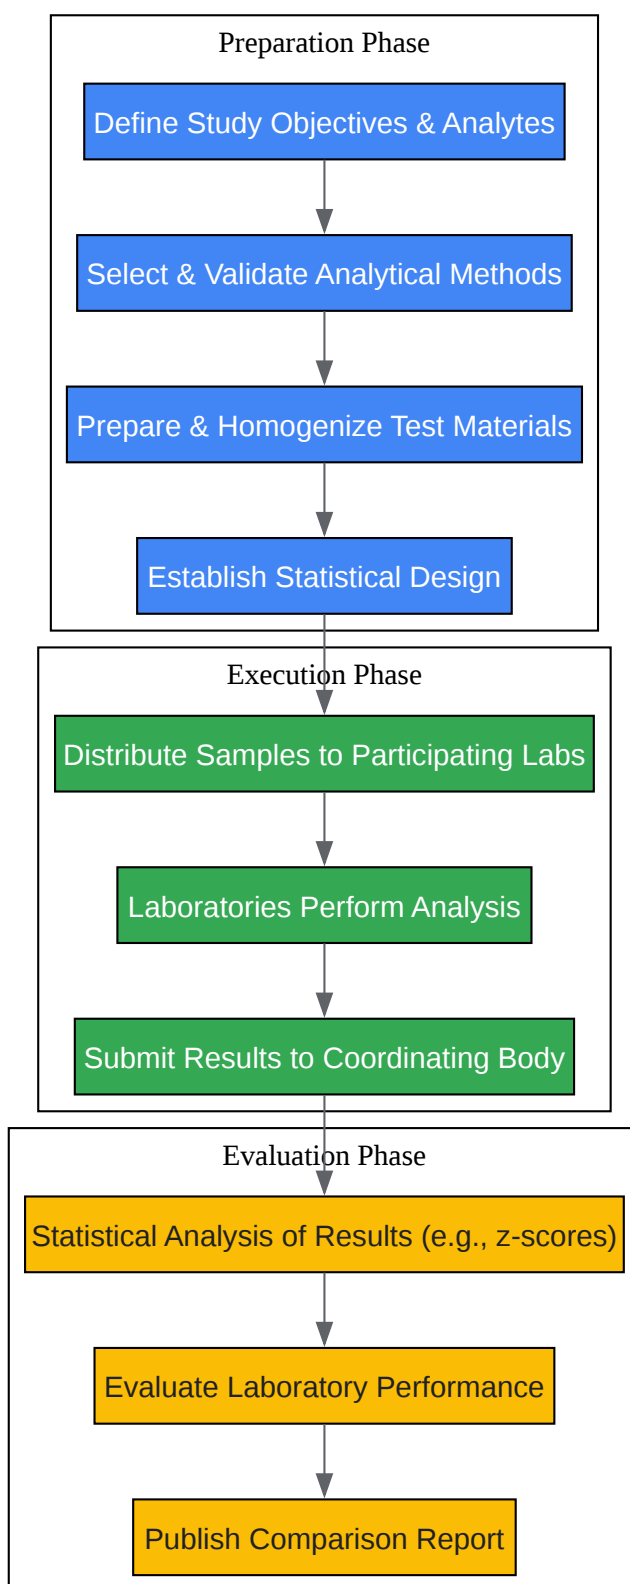 Preparation Phase
Define Study Objectives & Analytes
Select & Validate Analytical Methods
Prepare & Homogenize Test Materials
Establish Statistical Design
Execution Phase
Distribute Samples to Participating Labs
Laboratories Perform Analysis
Submit Results to Coordinating Body
Evaluation Phase
Statistical Analysis of Results (e.g., z-scores)
Evaluate Laboratory Performance
Publish Comparison Report